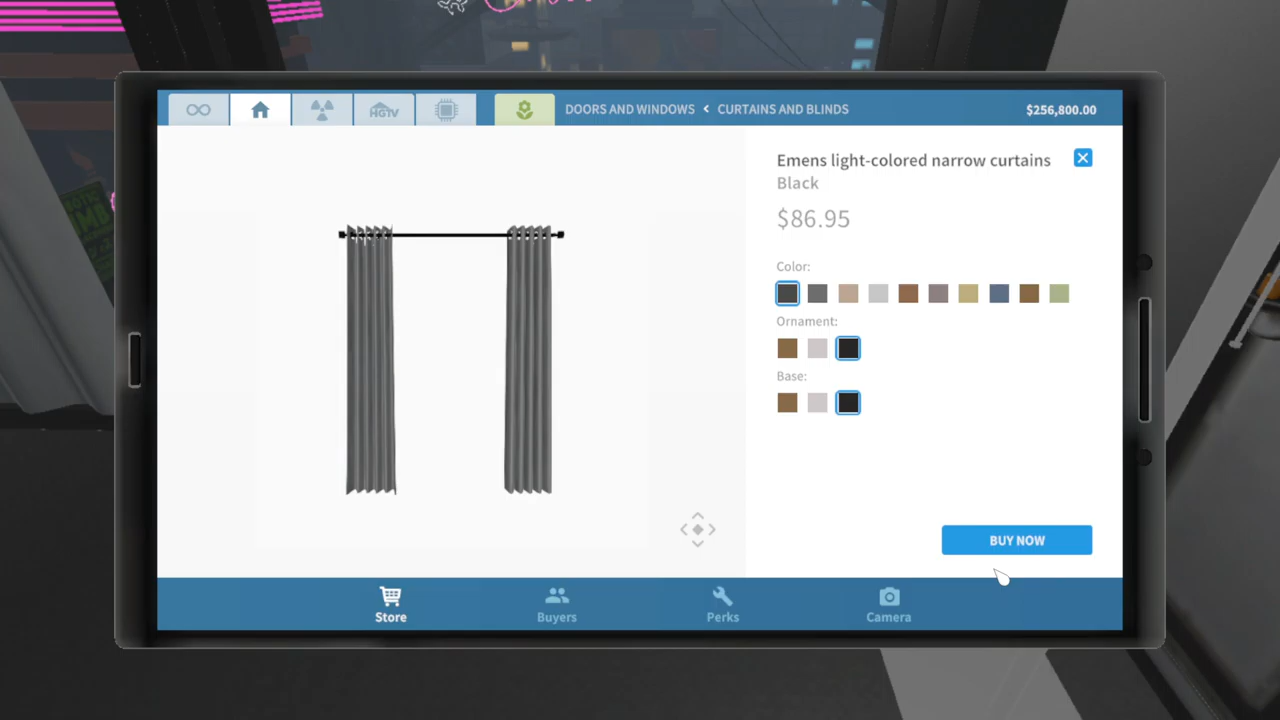 HGTV
DOORS AND WINDOWS < CURTAINS AND BLINDS
$256,800.00
Emens light-colored narrow curtains
Black
$86.95
Color:
Ornament:
Base:
BUY NOW
Store
Buyers
Perks
Camera